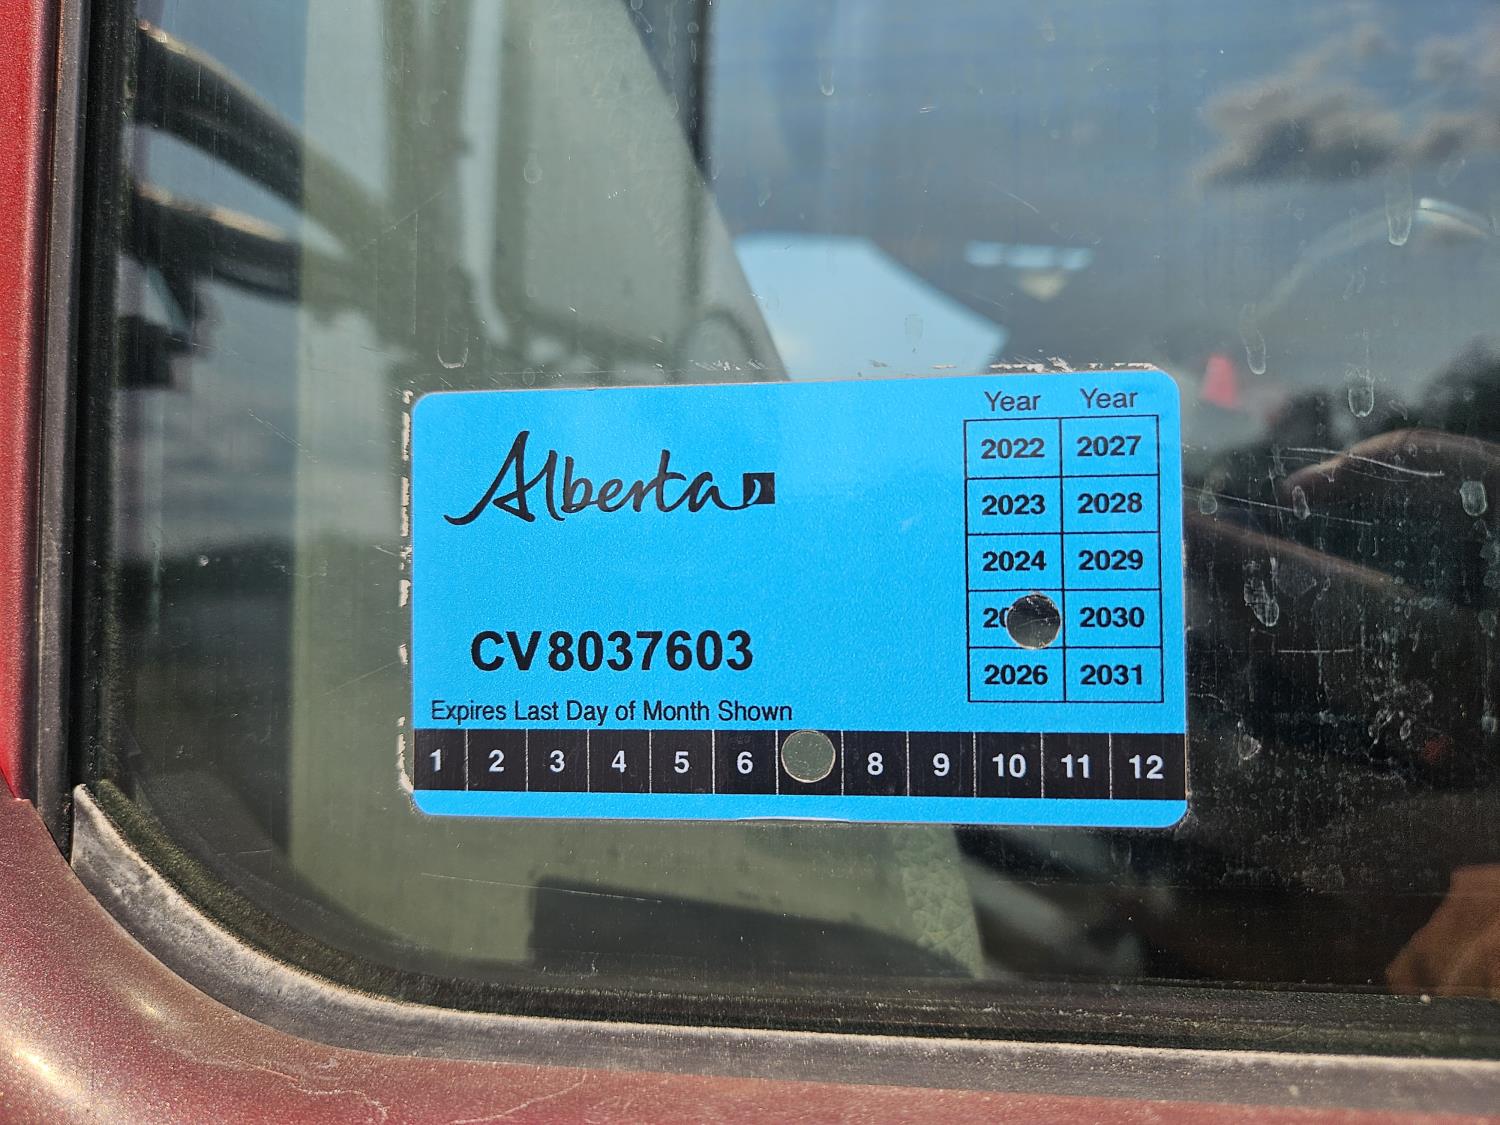 Alberta
Year Year
2022 2027
2023 2028
2024 2029
20 2030
2026 2031
CV8037603
Expires Last Day of Month Shown
1 2 3 4 5 6 8 9 10 11 12